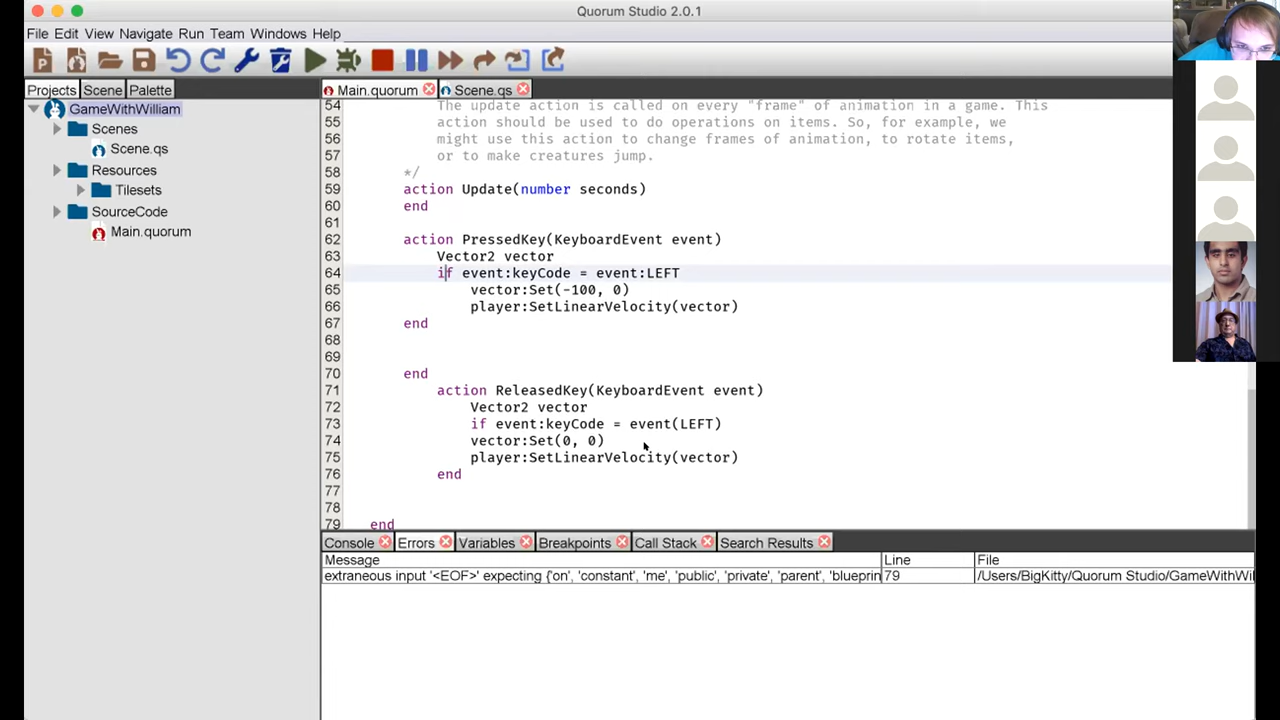 Quorum Studio 2.0.1
File Edit View Navigate Run Team Windows Help
Projects Scene Palette
GameWithWilliam
Scenes
Scene.qs
Resources
Tilesets
SourceCode
Main.quorum
Main.quorum Scene.qs
54 The update action is called on every "frame" of animation in a game. This
55 action should be used to do operations on items. So, for example, we
56 might use this action to change frames of animation, to rotate items,
57 or to make creatures jump.
58 */
59 action Update(number seconds)
60 end
61
62 action PressedKey(KeyboardEvent event)
63 Vector2 vector
64 if event:keyCode = event:LEFT
65 vector:Set(-100, 0)
66 player:SetLinearVelocity(vector)
67 end
68
69
70 end
71 action ReleasedKey(KeyboardEvent event)
72 Vector2 vector
73 if event:keyCode = event(LEFT)
74 vector:Set(0, 0)
75 player:SetLinearVelocity(vector)
76 end
77
78
79 end
Console Errors Variables Breakpoints Call Stack Search Results
Message Line File
extraneous input '<EOF>' expecting {'on', 'constant', 'me', 'public', 'private', 'parent', 'blueprin 79 /Users/BigKitty/Quorum Studio/GameWithWil